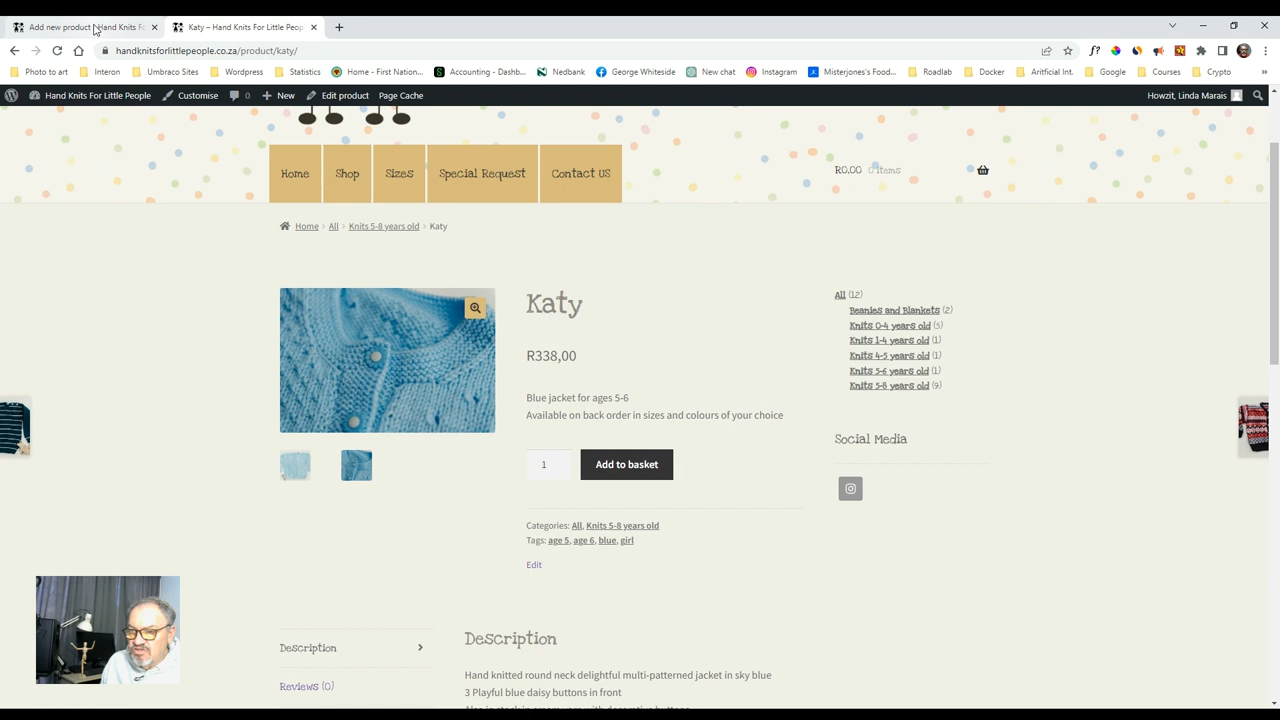 Add new product ‹ Hand Knits Fo
Katy – Hand Knits For Little Peop
handknitsforlittlepeople.co.za/product/katy/
Photo to art
Interon
Umbraco Sites
Wordpress
Statistics
Home - First Nation...
Accounting - Dashb...
Nedbank
George Whiteside
New chat
Instagram
Misterjones's Food...
Roadlab
Docker
Aritficial Int.
Google
Courses
Crypto
Hand Knits For Little People
Customise
0
New
Edit product
Page Cache
Howzit, Linda Marais
Home
Shop
Sizes
Special Request
Contact US
R0.00 0 items
Home > All > Knits 5-8 years old > Katy
Katy
R338,00
Blue jacket for ages 5-6
Available on back order in sizes and colours of your choice
1
Add to basket
Categories: All, Knits 5-8 years old
Tags: age 5, age 6, blue, girl
Edit
All (12)
Beanies and Blankets (2)
Knits 0-4 years old (5)
Knits 1-4 years old (1)
Knits 4-5 years old (1)
Knits 5-6 years old (1)
Knits 5-8 years old (9)
Social Media
Description
Reviews (0)
Description
Hand knitted round neck delightful multi-patterned jacket in sky blue
3 Playful blue daisy buttons in front